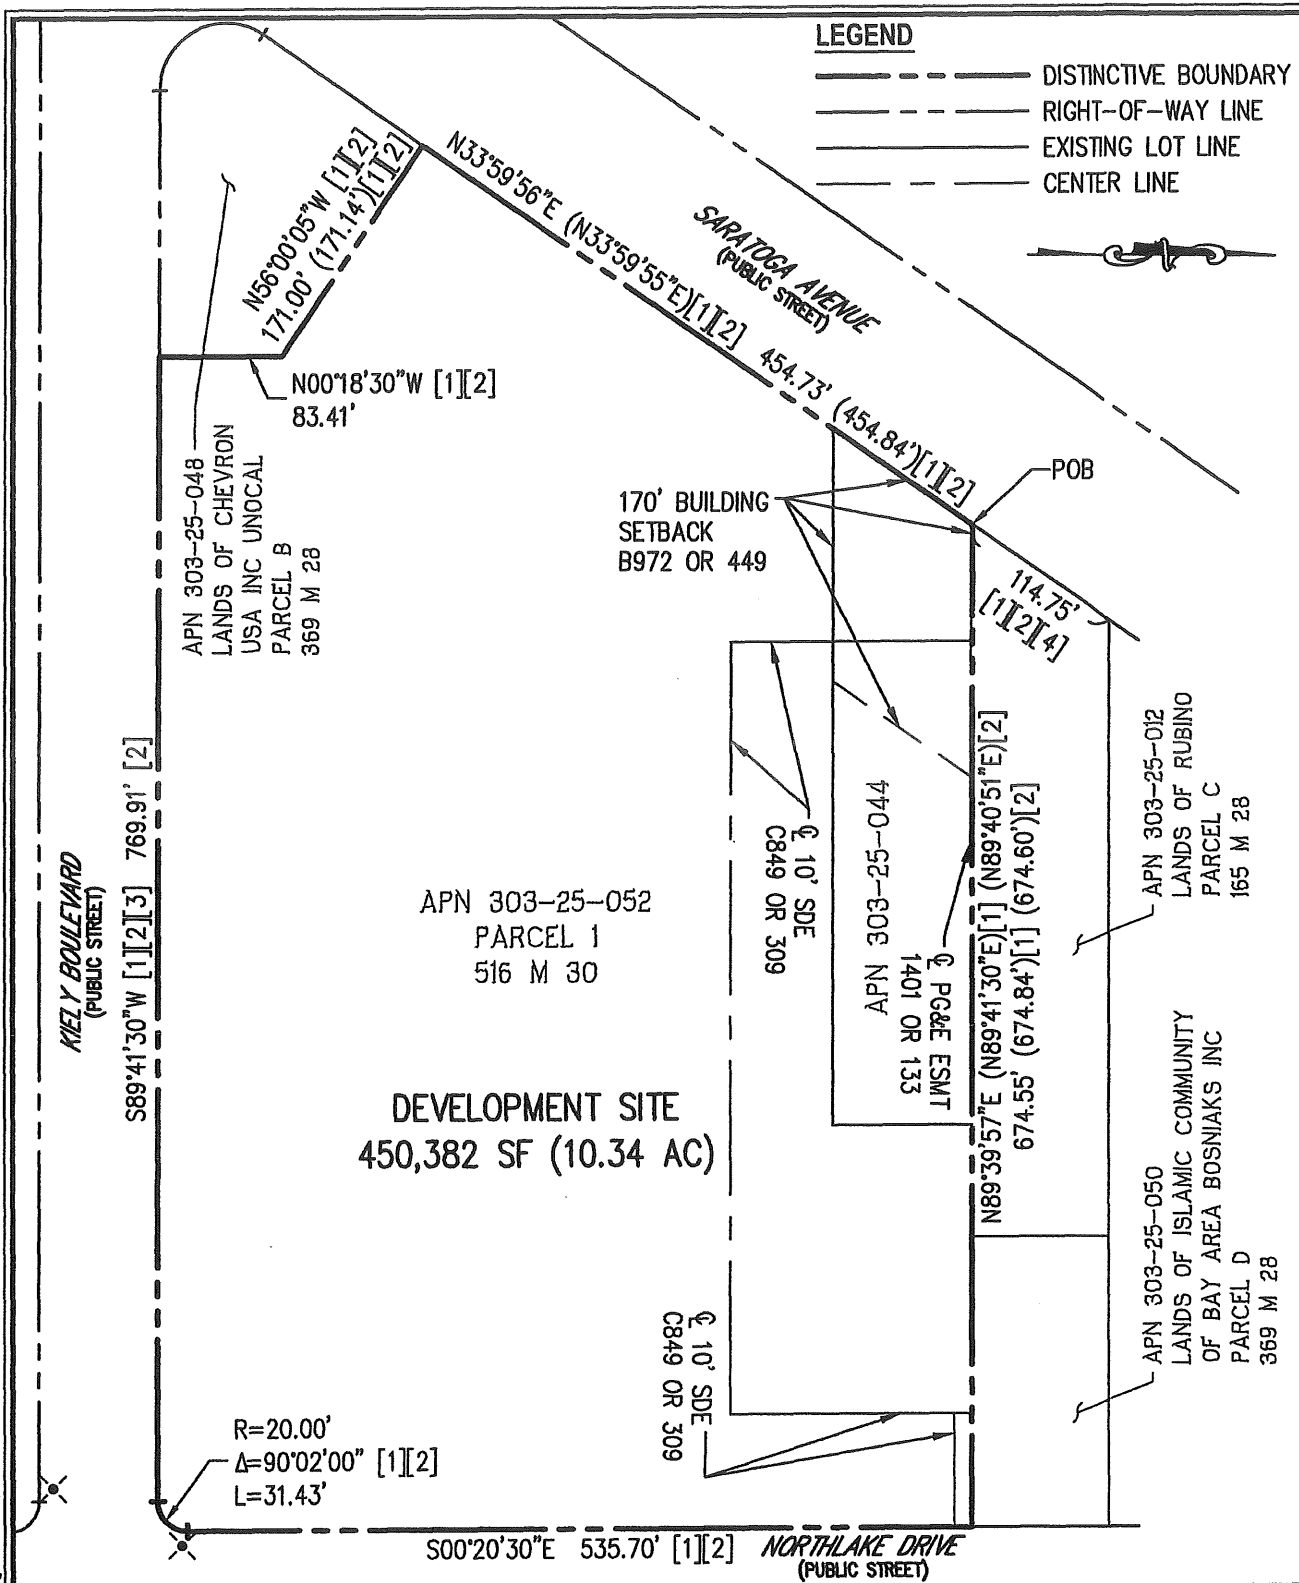 LEGEND
DISTINCTIVE BOUNDARY
RIGHT-OF-WAY LINE
EXISTING LOT LINE
CENTER LINE
N33°59'56"E (N33°59'55"E)[1][2] 454.73' (454.84')[1][2]
SARATOGA AVENUE
(PUBLIC STREET)
N56°00'05"W [1][2]
171.00' (171.14')[1][2]
N00°18'30"W [1][2]
83.41'
APN 303-25-048
LANDS OF CHEVRON
USA INC UNOCAL
PARCEL B
369 M 28
170' BUILDING
SETBACK
B972 OR 449
POB
114.75'
[1][2][4]
KIELY BOULEVARD
(PUBLIC STREET)
S89°41'30"W [1][2][3] 769.91' [2]
APN 303-25-052
PARCEL 1
516 M 30
℄ 10' SDE
C849 OR 309
APN 303-25-044
℄ PG&E ESMT
1401 OR 133
N89°39'57"E (N89°41'30"E)[1] (N89°40'51"E)[2]
674.55' (674.84')[1] (674.60')[2]
APN 303-25-012
LANDS OF RUBINO
PARCEL C
165 M 28
DEVELOPMENT SITE
450,382 SF (10.34 AC)
APN 303-25-050
LANDS OF ISLAMIC COMMUNITY
OF BAY AREA BOSNIAKS INC
PARCEL D
369 M 28
℄ 10' SDE
C849 OR 309
R=20.00'
Δ=90°02'00" [1][2]
L=31.43'
S00°20'30"E 535.70' [1][2]
NORTHLAKE DRIVE
(PUBLIC STREET)